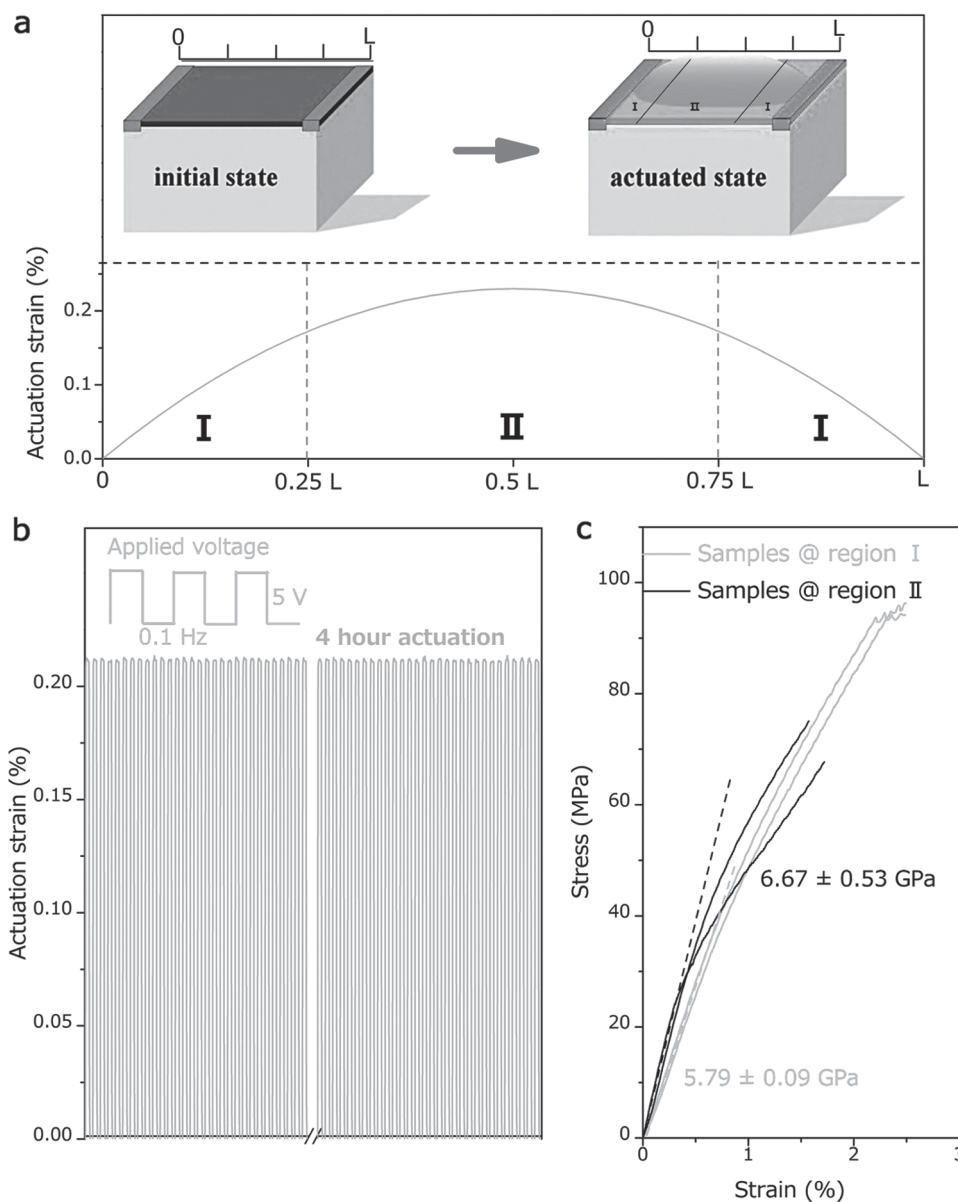 a
0 L
0 L
I II I
initial state
actuated state
Actuation strain (%)
0.2
0.1
0.0
I II I
0 0.25 L 0.5 L 0.75 L L
b
Applied voltage
5 V
0.1 Hz
4 hour actuation
Actuation strain (%)
0.20
0.15
0.10
0.05
0.00
c
Samples @ region I
Samples @ region II
Stress (MPa)
100
80
60
40
20
0
6.67 ± 0.53 GPa
5.79 ± 0.09 GPa
0 1 2 3
Strain (%)